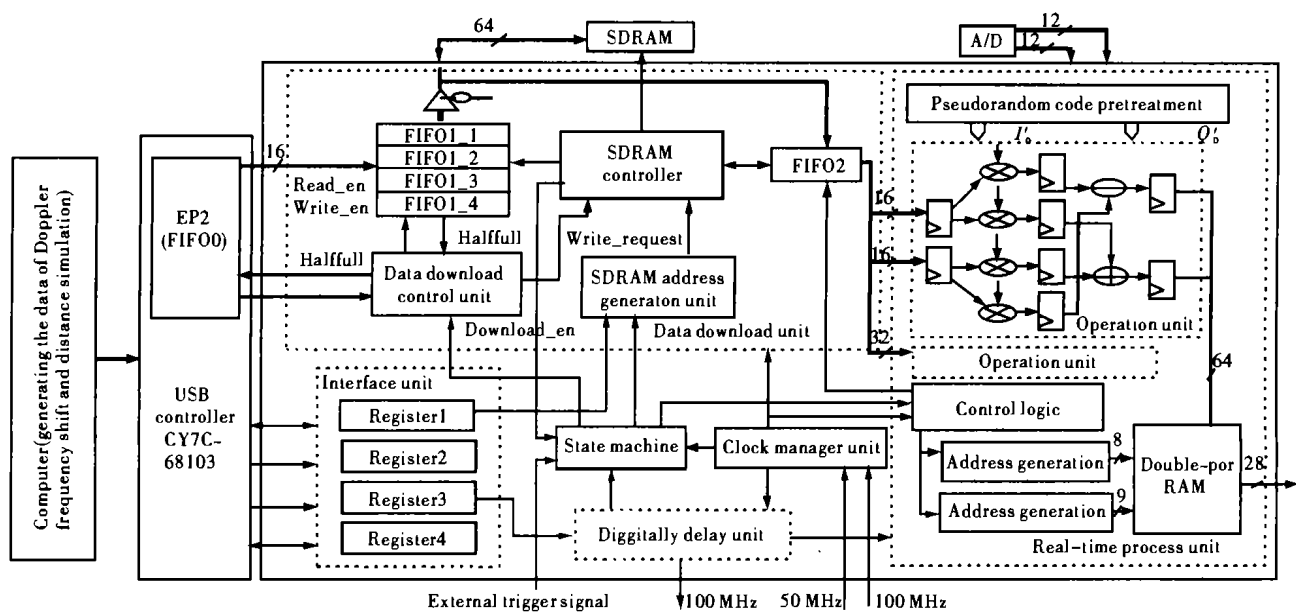 64
SDRAM
A/D
12
12
Pseudorandom code pretreatment
I'₀
Q'₀
FIFO1_1
FIFO1_2
FIFO1_3
FIFO1_4
16
Read_en
Write_en
SDRAM
controller
FIFO2
16
16
EP2
(FIFO0)
Halffull
Halffull
Write_request
Data download
control unit
SDRAM address
generaton unit
Download_en
Data download unit
32
Operation unit
Operation unit
64
Computer(generating the data of Doppler
frequency shift and distance simulation)
USB
controller
CY7C-
68103
Interface unit
Register1
Register2
Register3
Register4
State machine
Clock manager unit
Control logic
Address generation
8
Address generation
9
Double-por
RAM
28
Diggitally delay unit
Real-time process unit
External trigger signal
100 MHz
50 MHz
100 MHz